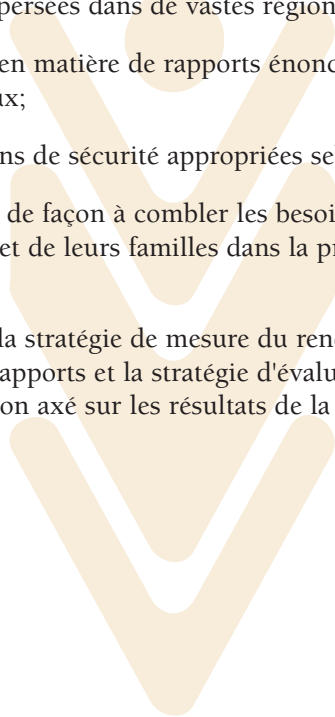 persées dans de vastes région
en matière de rapports énonc
ux;
ns de sécurité appropriées se
de façon à combler les besoi
et de leurs familles dans la p
la stratégie de mesure du ren
apports et la stratégie d'évalu
on axé sur les résultats de la